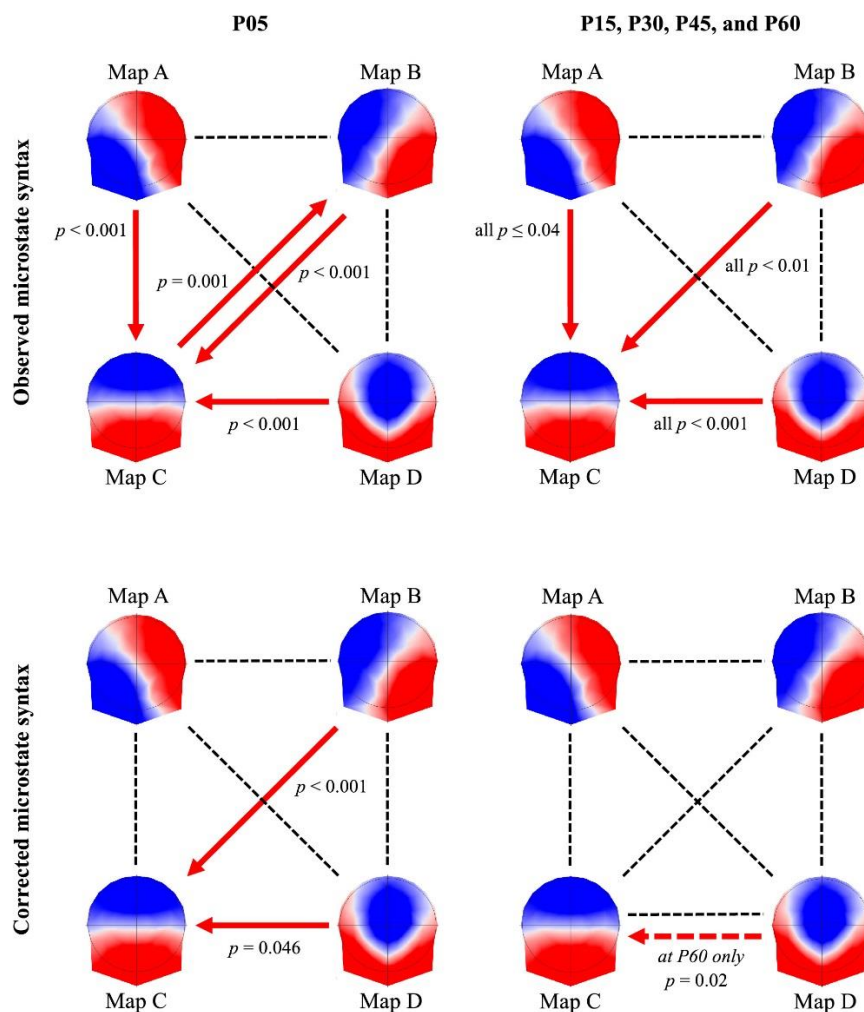 P05
P15, P30, P45, and P60
Observed microstate syntax
Map A
Map B
p < 0.001
p = 0.001
p < 0.001
p < 0.001
Map C
Map D
Map A
Map B
all p ≤ 0.04
all p < 0.01
all p < 0.001
Map C
Map D
Corrected microstate syntax
Map A
Map B
p < 0.001
p = 0.046
Map C
Map D
Map A
Map B
at P60 only
p = 0.02
Map C
Map D